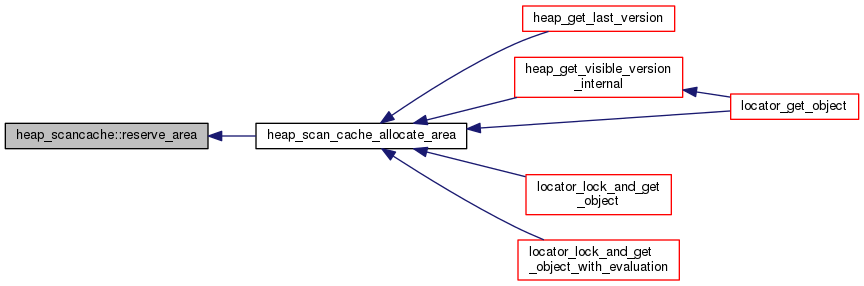 heap_get_last_version
heap_get_visible_version
_internal
locator_get_object
heap_scancache::reserve_area
heap_scan_cache_allocate_area
locator_lock_and_get
_object
locator_lock_and_get
_object_with_evaluation